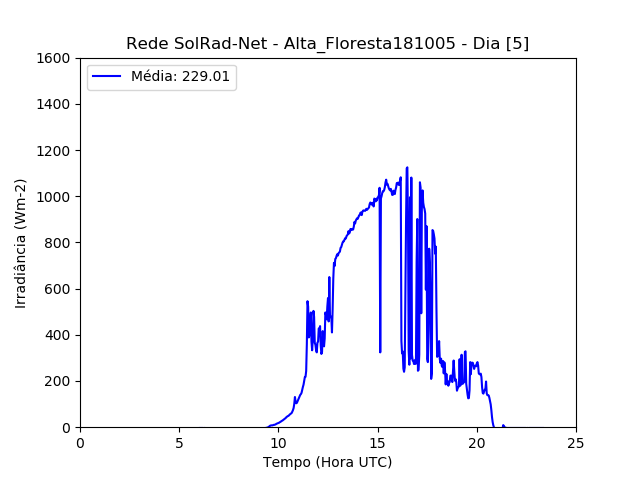 Rede SolRad-Net - Alta_Floresta181005 - Dia [5]
Média: 229.01
Irradiância (Wm-2)
1600
1400
1200
1000
800
600
400
200
0
0 5 10 15 20 25
Tempo (Hora UTC)